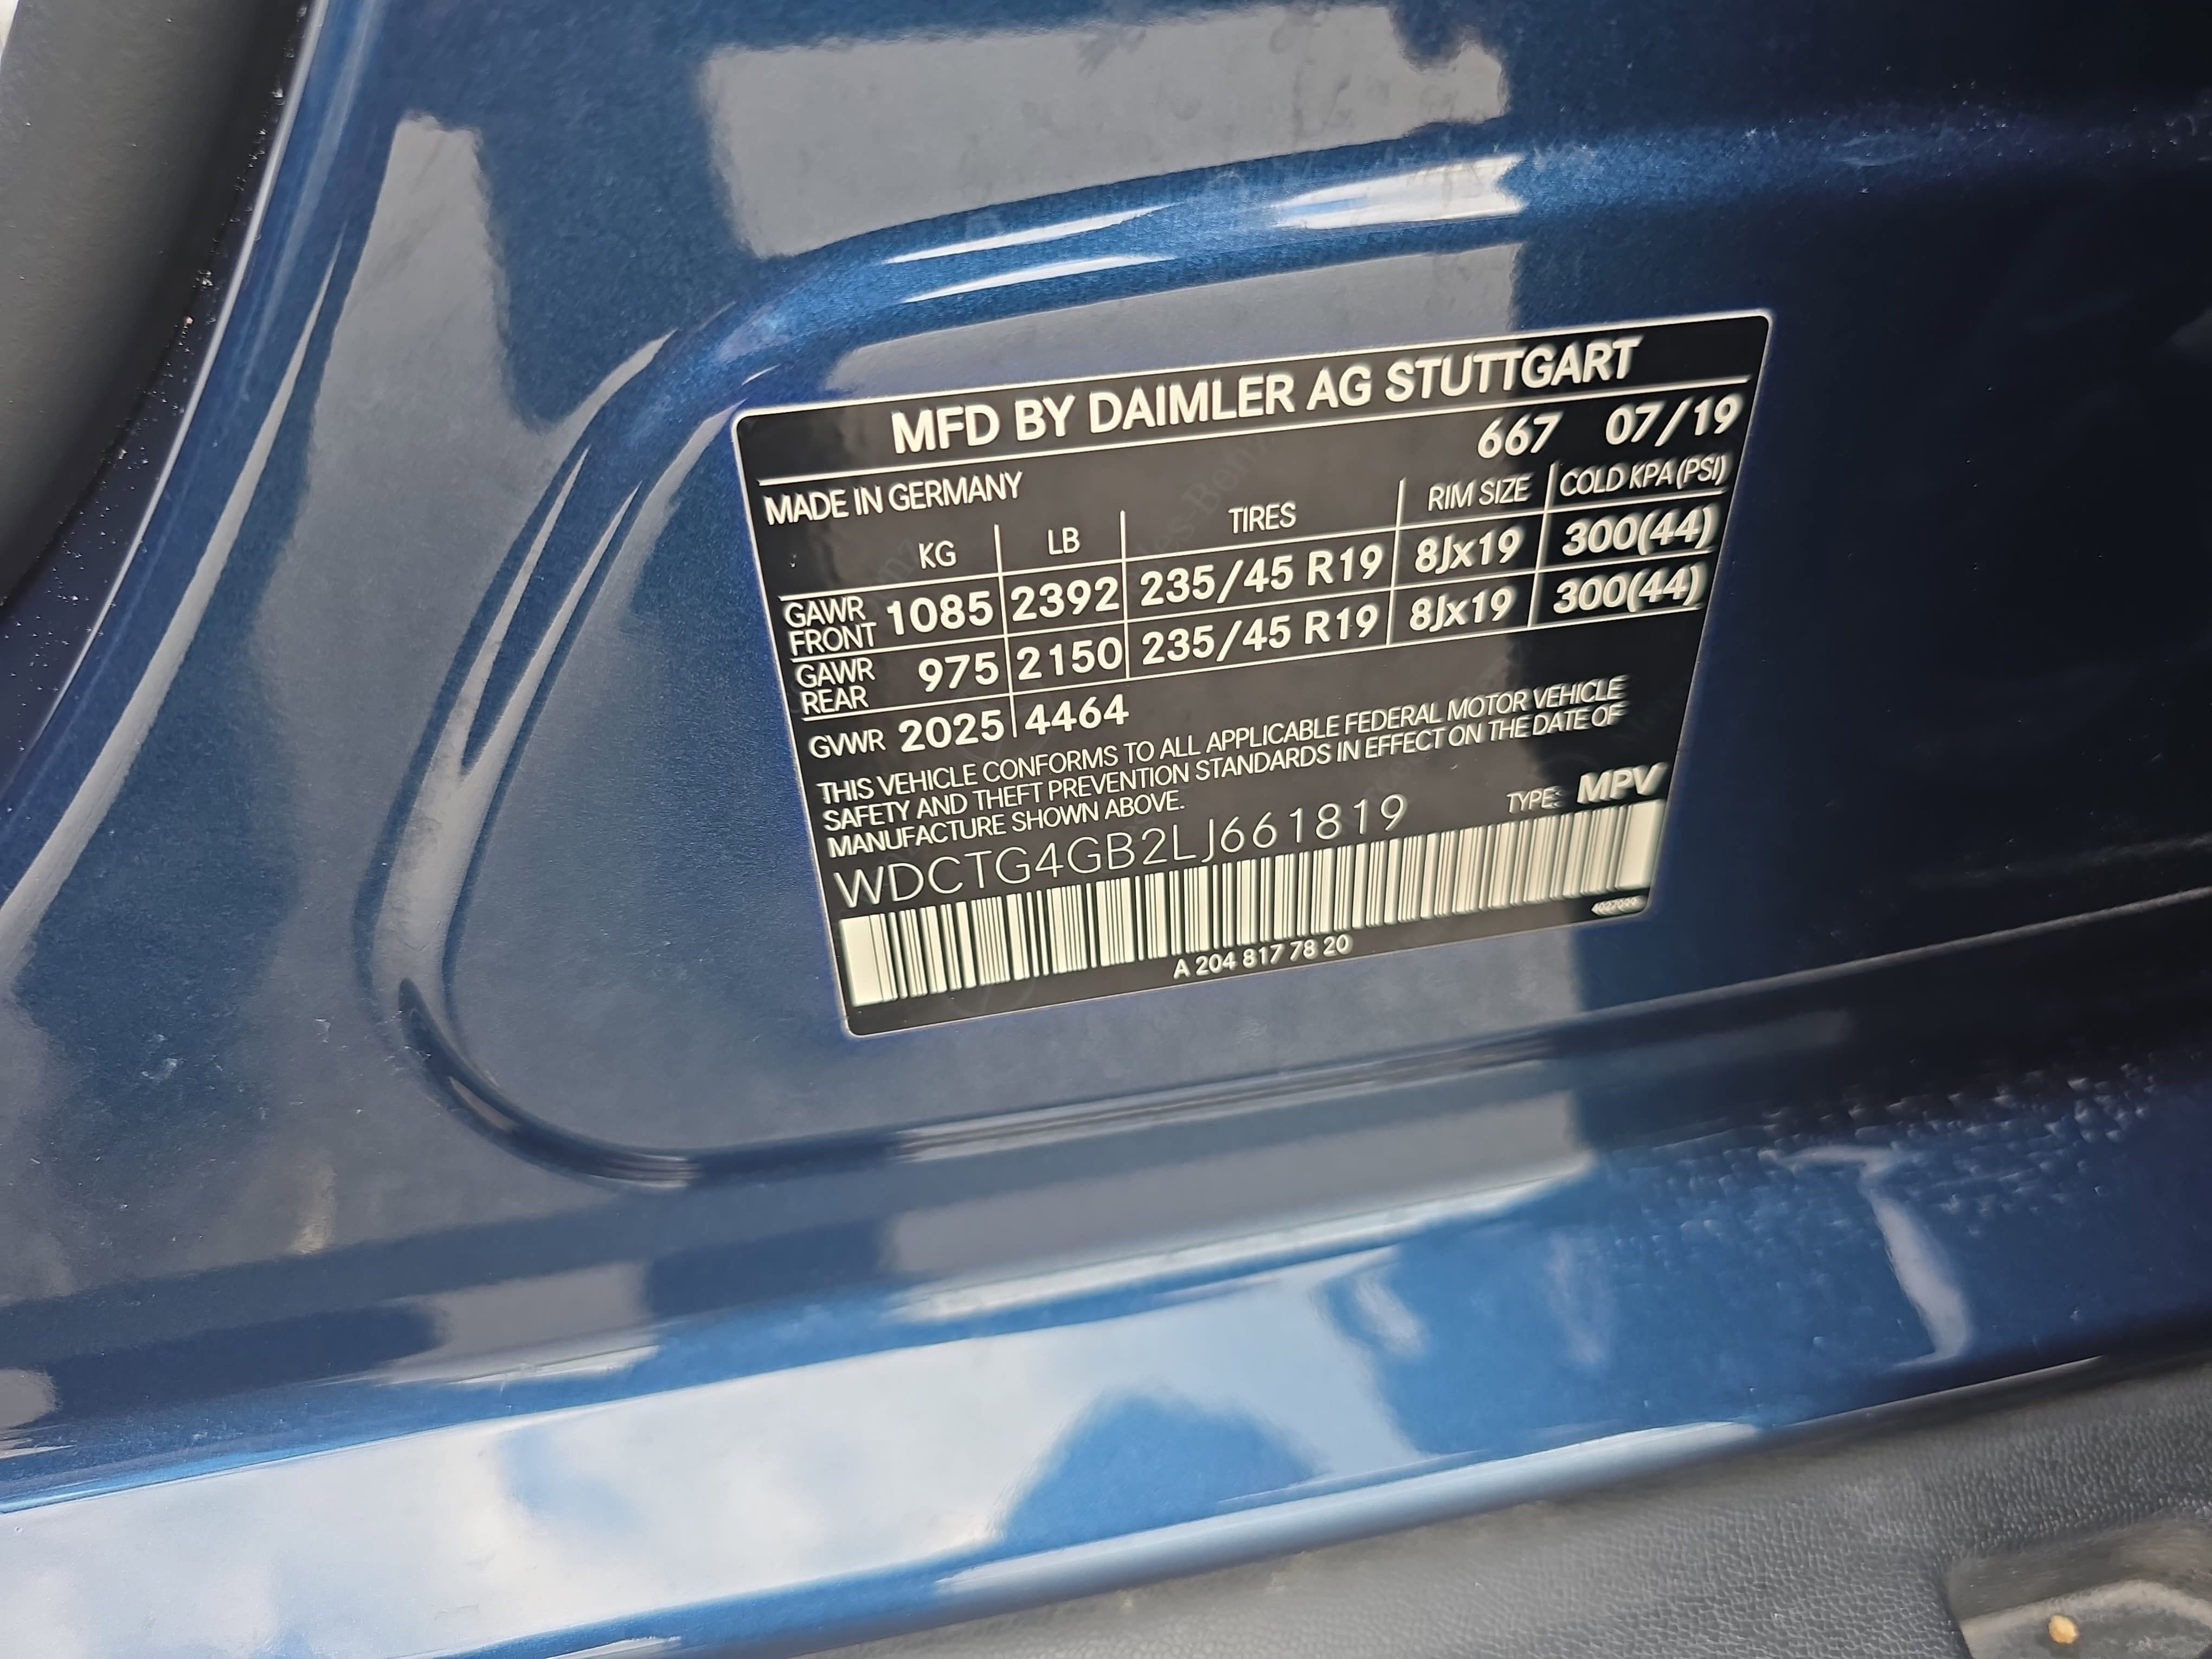 MFD BY DAIMLER AG STUTTGART
667 07/19
MADE IN GERMANY
KG LB TIRES RIM SIZE COLD KPA (PSI)
GAWR FRONT 1085 2392 235/45 R19 8Jx19 300(44)
GAWR REAR 975 2150 235/45 R19 8Jx19 300(44)
GVWR 2025 4464
THIS VEHICLE CONFORMS TO ALL APPLICABLE FEDERAL MOTOR VEHICLE
SAFETY AND THEFT PREVENTION STANDARDS IN EFFECT ON THE DATE OF
MANUFACTURE SHOWN ABOVE.
TYPE: MPV
WDCTG4GB2LJ661819
A 204 817 78 20